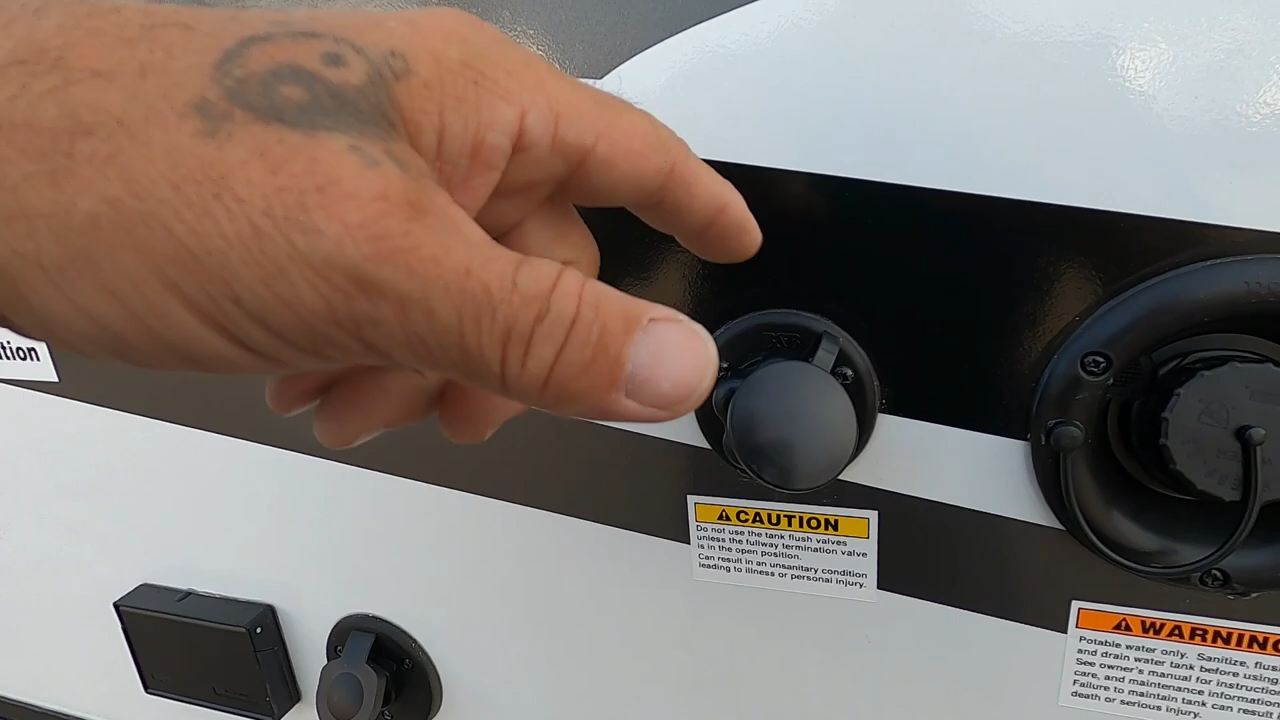 tion
CAUTION
Do not use the tank flush valves
unless the fullway termination valve
is in the open position.
Can result in an unsanitary condition
leading to illness or personal injury.
WARNING
Potable water only. Sanitize, flus
and drain water tank before using.
See owner's manual for instruction
care, and maintenance information
Failure to maintain tank can result
death or serious injury.